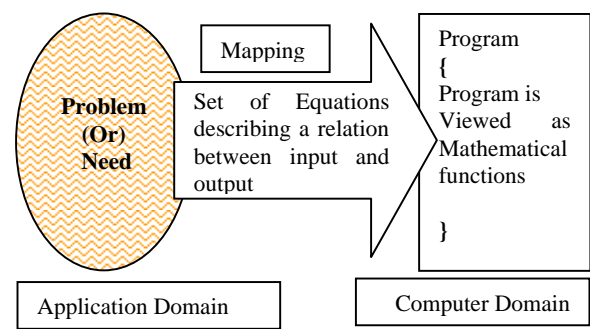 Mapping
Problem
(Or)
Need
Set of Equations
describing a relation
between input and
output
Program
{
Program is
Viewed as
Mathematical
functions
}
Application Domain
Computer Domain